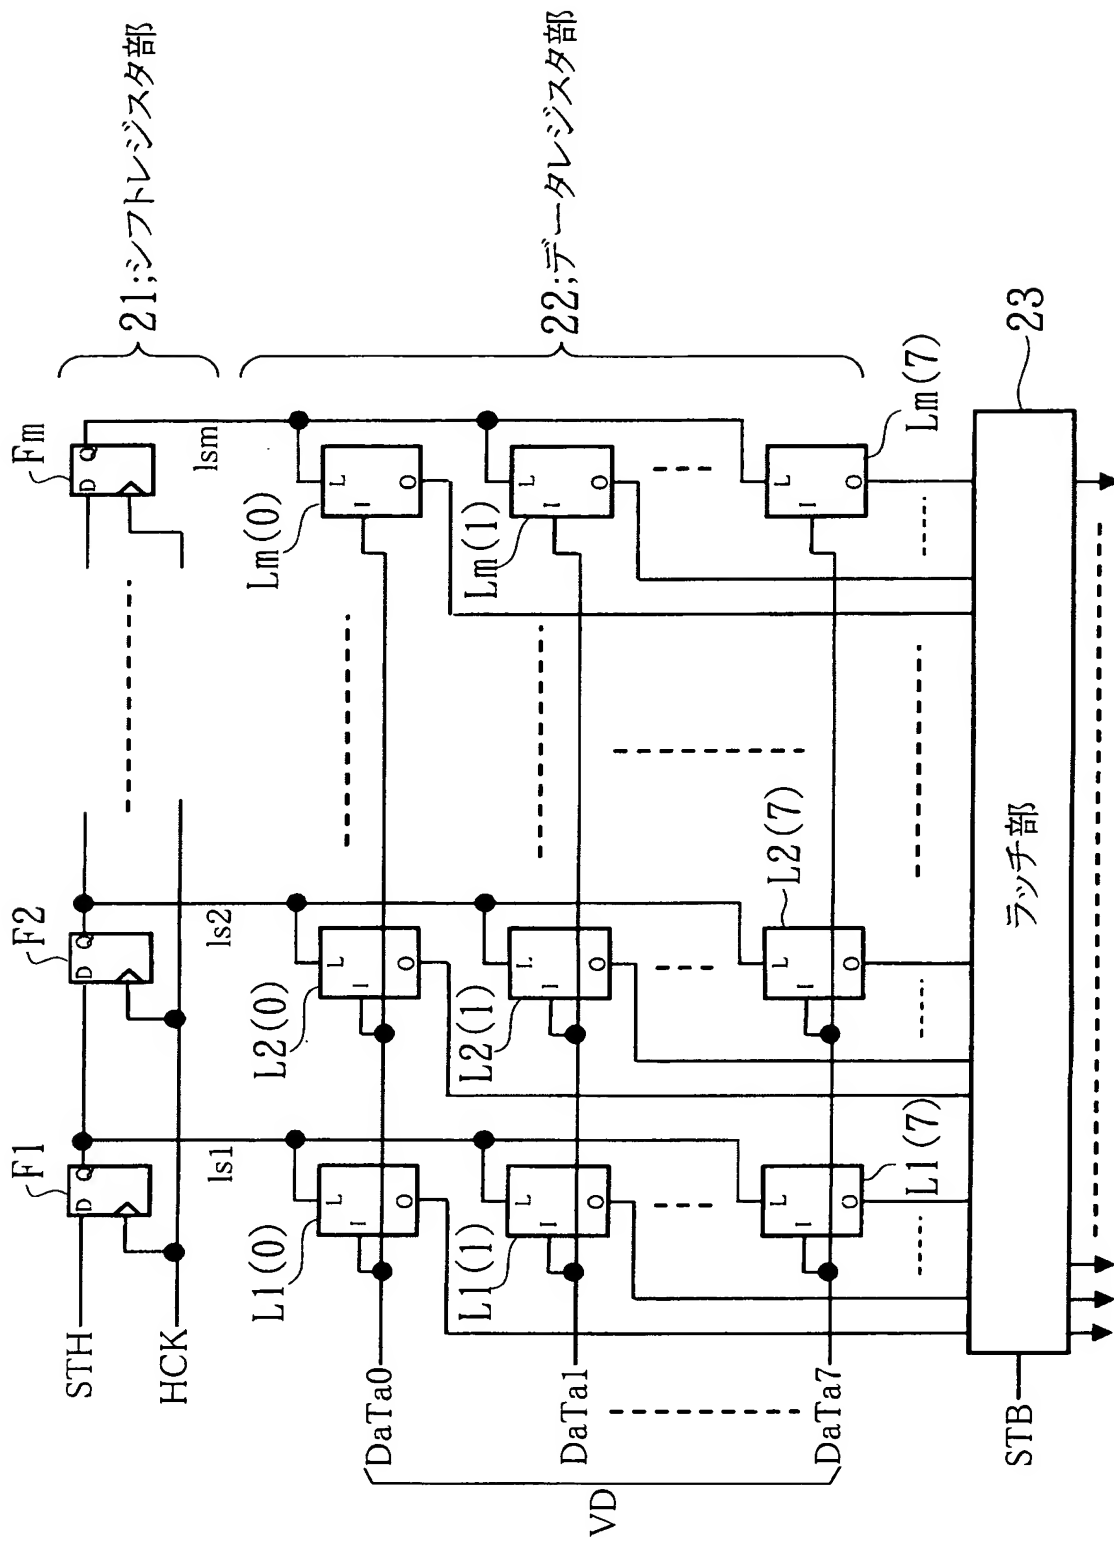 F1
F2
Fm
D
Q
D
Q
D
Q
21;シフトレジスタ部
STH
HCK
ls1
ls2
lsm
L1(0)
L2(0)
Lm(0)
L
I
O
L
I
O
L
I
O
DaTa0
22;データレジスタ部
L1(1)
L2(1)
Lm(1)
L
I
O
L
I
O
L
I
O
VD
DaTa1
L2(7)
L
I
O
L
I
O
L
I
O
DaTa7
L1(7)
Lm(7)
23
STB
ラッチ部